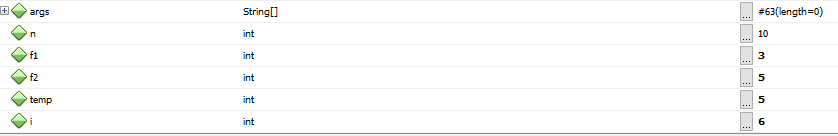 args String[] ... #63(length=0)
n int ... 10
f1 int ... 3
f2 int ... 5
temp int ... 5
i int ... 6